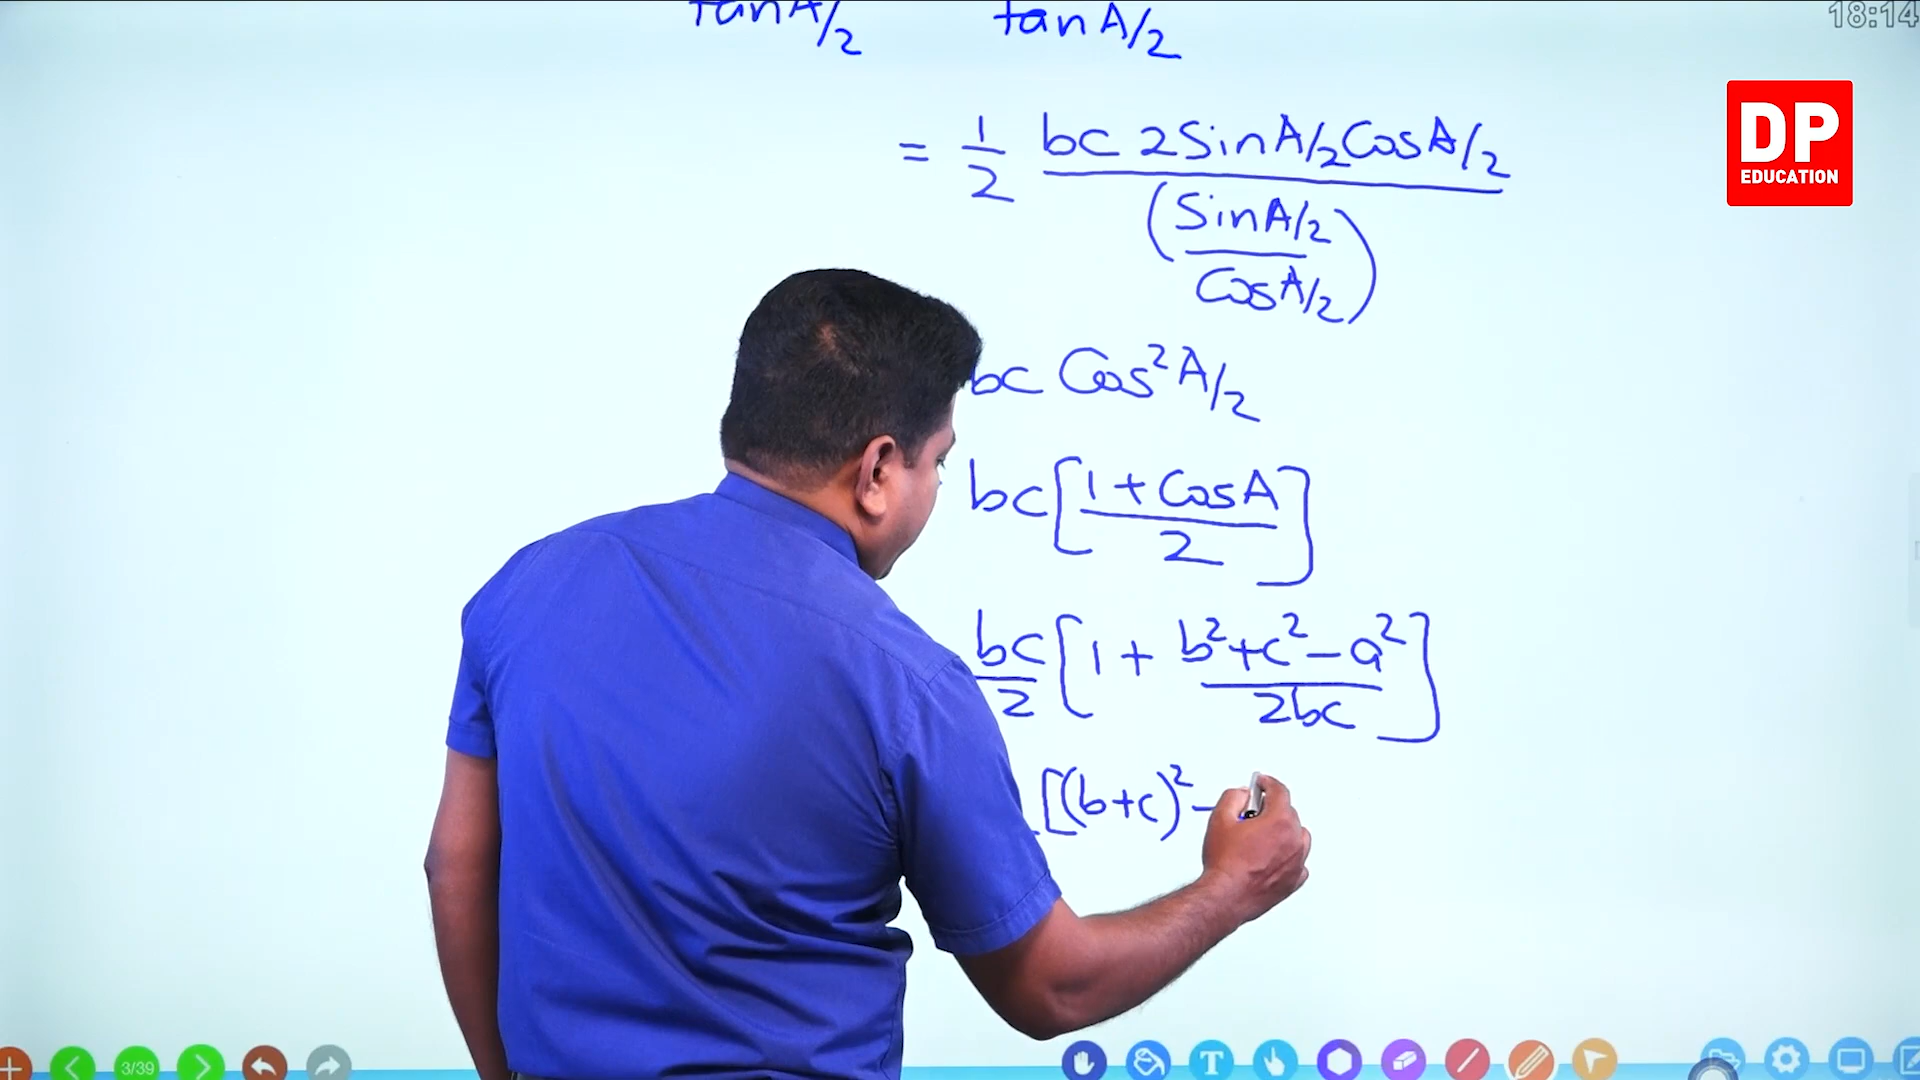 tanA/2 tanA/2
18:14
DP
EDUCATION
= 1/2 bc 2SinA/2CosA/2 / (SinA/2 / CosA/2)
bc Cos²A/2
bc[1+CosA / 2]
bc/2 [1 + b²+c²-a² / 2bc]
[(b+c)²-
3/39
T